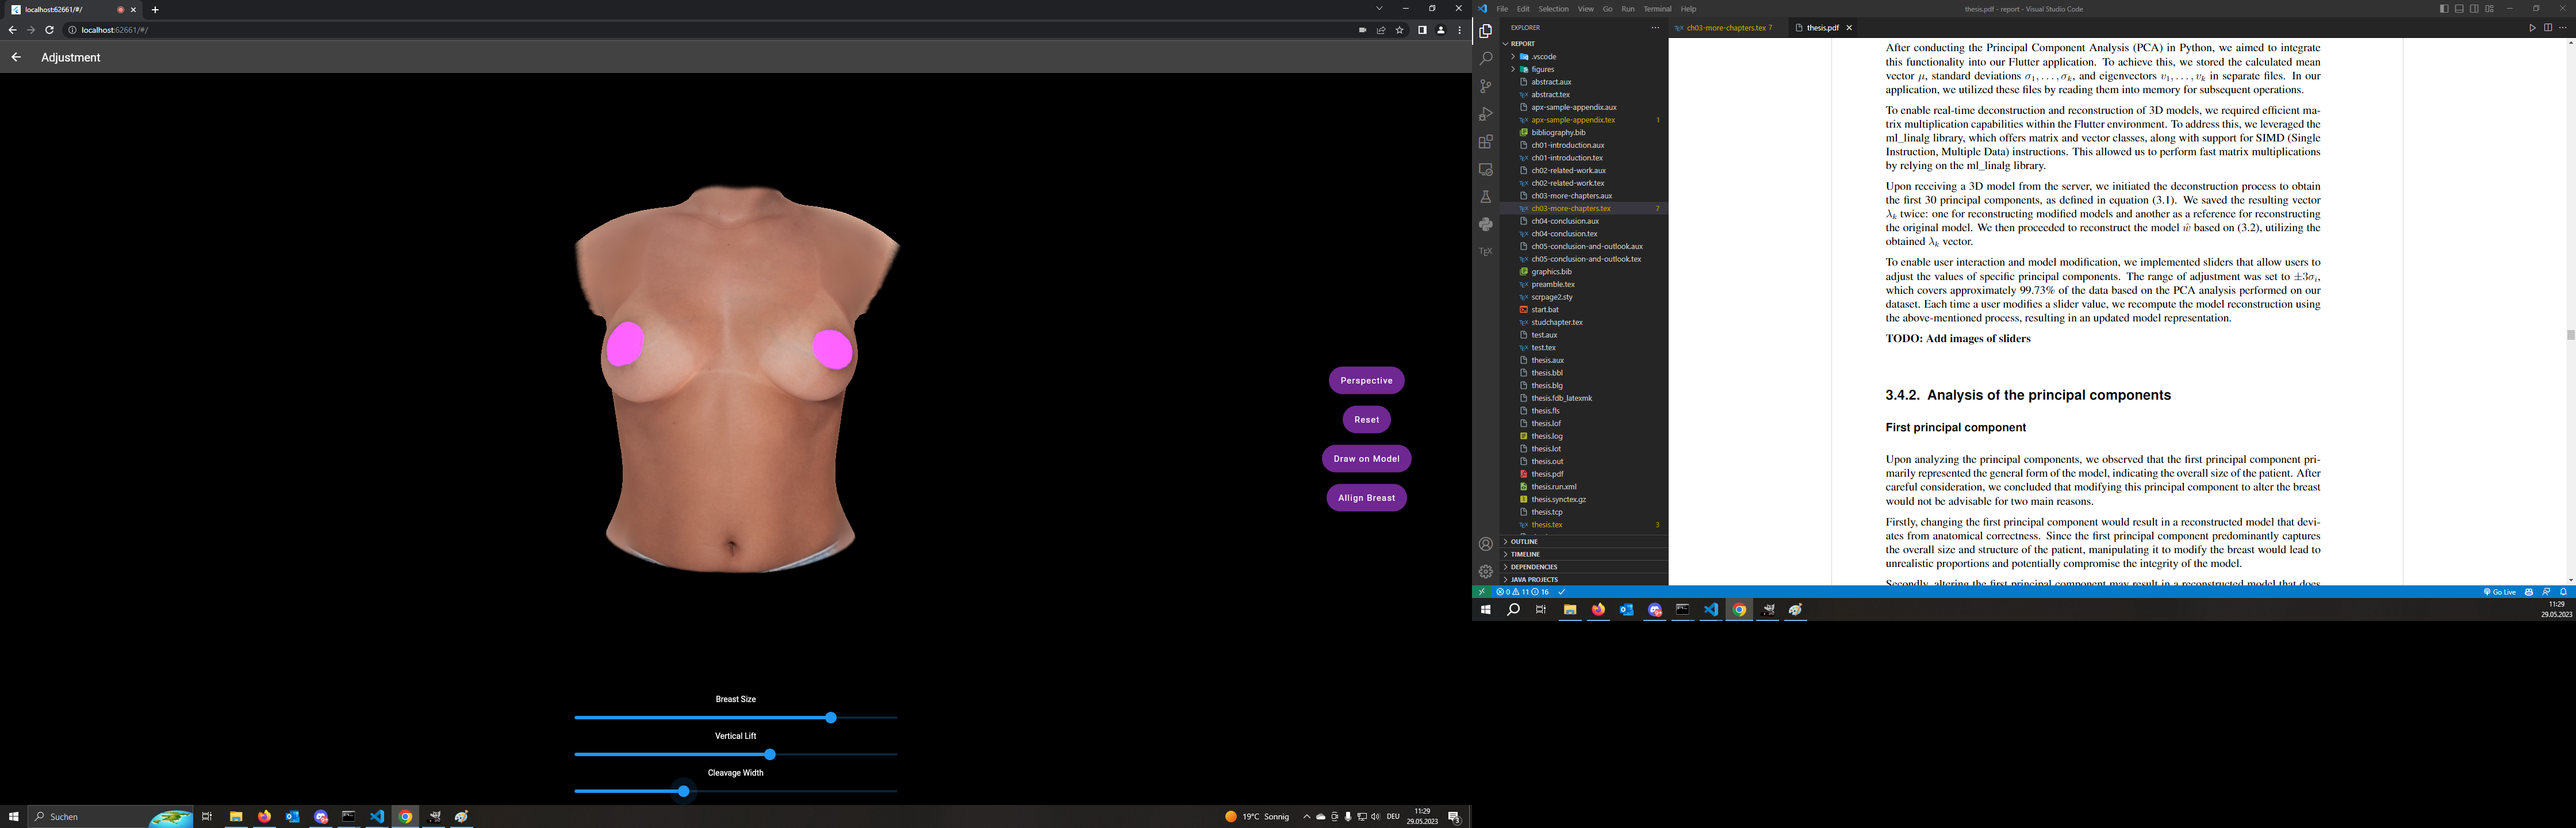 localhost:62661/#/
localhost:62661/#/
Adjustment
Perspective
Reset
Draw on Model
Allign Breast
Breast Size
Vertical Lift
Cleavage Width
Suchen
19°C Sonnig
DEU
11:29
29.05.2023
3
File Edit Selection View Go Run Terminal Help
thesis.pdf - report - Visual Studio Code
EXPLORER
ch03-more-chapters.tex 7
thesis.pdf
REPORT
.vscode
figures
abstract.aux
abstract.tex
apx-sample-appendix.aux
apx-sample-appendix.tex 1
bibliography.bib
ch01-introduction.aux
ch01-introduction.tex
ch02-related-work.aux
ch02-related-work.tex
ch03-more-chapters.aux
ch03-more-chapters.tex 7
ch04-conclusion.aux
ch04-conclusion.tex
ch05-conclusion-and-outlook.aux
ch05-conclusion-and-outlook.tex
graphics.bib
preamble.tex
scrpage2.sty
start.bat
studchapter.tex
test.aux
test.tex
thesis.aux
thesis.bbl
thesis.blg
thesis.fdb_latexmk
thesis.fls
thesis.lof
thesis.log
thesis.lot
thesis.out
thesis.pdf
thesis.run.xml
thesis.synctex.gz
thesis.tcp
thesis.tex 3
OUTLINE
TIMELINE
DEPENDENCIES
JAVA PROJECTS
After conducting the Principal Component Analysis (PCA) in Python, we aimed to integrate
this functionality into our Flutter application. To achieve this, we stored the calculated mean
vector μ, standard deviations σ₁, . . . , σₖ, and eigenvectors v₁, . . . , vₖ in separate files. In our
application, we utilized these files by reading them into memory for subsequent operations.
To enable real-time deconstruction and reconstruction of 3D models, we required efficient ma-
trix multiplication capabilities within the Flutter environment. To address this, we leveraged the
ml_linalg library, which offers matrix and vector classes, along with support for SIMD (Single
Instruction, Multiple Data) instructions. This allowed us to perform fast matrix multiplications
by relying on the ml_linalg library.
Upon receiving a 3D model from the server, we initiated the deconstruction process to obtain
the first 30 principal components, as defined in equation (3.1). We saved the resulting vector
λₖ twice: one for reconstructing modified models and another as a reference for reconstructing
the original model. We then proceeded to reconstruct the model ŵ based on (3.2), utilizing the
obtained λₖ vector.
To enable user interaction and model modification, we implemented sliders that allow users to
adjust the values of specific principal components. The range of adjustment was set to ±3σᵢ,
which covers approximately 99.73% of the data based on the PCA analysis performed on our
dataset. Each time a user modifies a slider value, we recompute the model reconstruction using
the above-mentioned process, resulting in an updated model representation.
TODO: Add images of sliders
3.4.2. Analysis of the principal components
First principal component
Upon analyzing the principal components, we observed that the first principal component pri-
marily represented the general form of the model, indicating the overall size of the patient. After
careful consideration, we concluded that modifying this principal component to alter the breast
would not be advisable for two main reasons.
Firstly, changing the first principal component would result in a reconstructed model that devi-
ates from anatomical correctness. Since the first principal component predominantly captures
the overall size and structure of the patient, manipulating it to modify the breast would lead to
unrealistic proportions and potentially compromise the integrity of the model.
Secondly, altering the first principal component may result in a reconstructed model that does
0 11 16
Go Live
11:29
29.05.2023